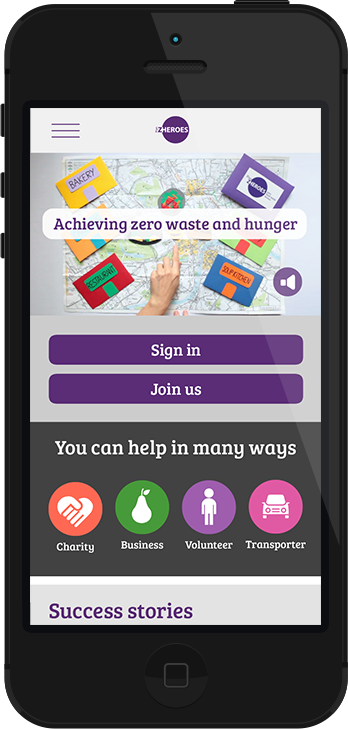 ZHEROES
BAKERY
ZHEROES
Achieving zero waste and hunger
RESTAURANT
SOUP KITCHEN
Sign in
Join us
You can help in many ways
Charity
Business
Volunteer
Transporter
Success stories